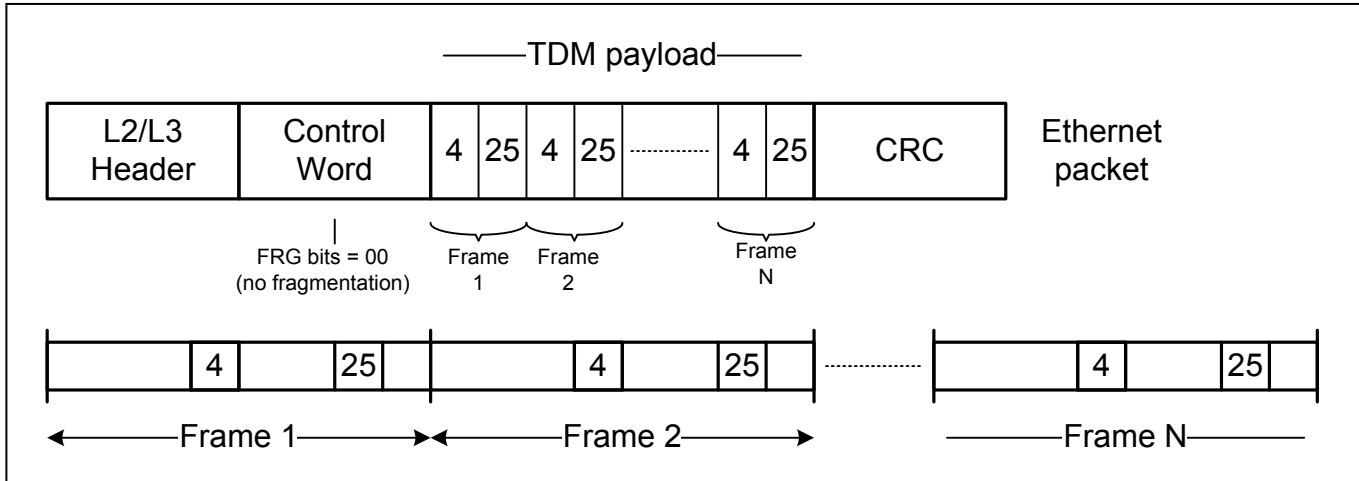 TDM payload
L2/L3
Header
Control
Word
4 25 4 25 4 25
CRC
Ethernet
packet
FRG bits = 00
(no fragmentation)
Frame
1
Frame
2
Frame
N
4 25 4 25 4 25
Frame 1 Frame 2 Frame N